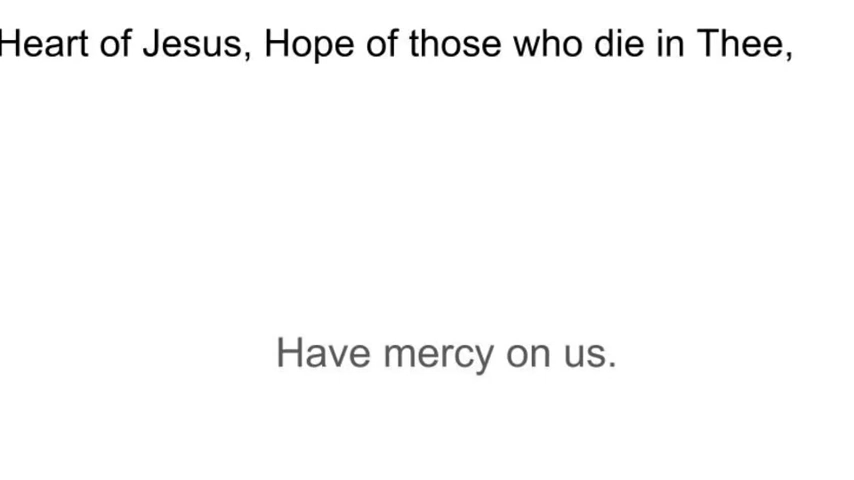 Heart of Jesus, Hope of those who die in Thee,
Have mercy on us.